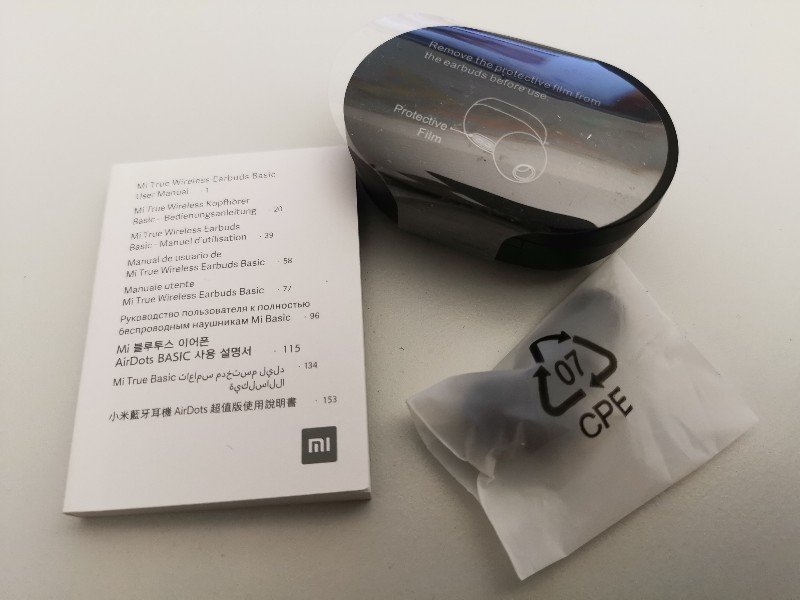 Remove the protective film from
the earbuds before use.
Protective
Film
Mi True Wireless Earbuds Basic
User Manual · 1
Mi True Wireless Kopfhörer
Basic - Bedienungsanleitung · 20
Mi True Wireless Earbuds
Basic - Manuel d'utilisation · 39
Manual de usuario de
Mi True Wireless Earbuds Basic · 58
Manuale utente
Mi True Wireless Earbuds Basic · 77
Руководство пользователя к полностью
беспроводным наушникам Mi Basic · 96
Mi 블루투스 이어폰
AirDots BASIC 사용 설명서 · 115
دليل مستخدم سماعات Mi True Basic · 134
اللاسلكية
小米藍牙耳機 AirDots 超值版使用說明書 · 153
mi
07
CPE